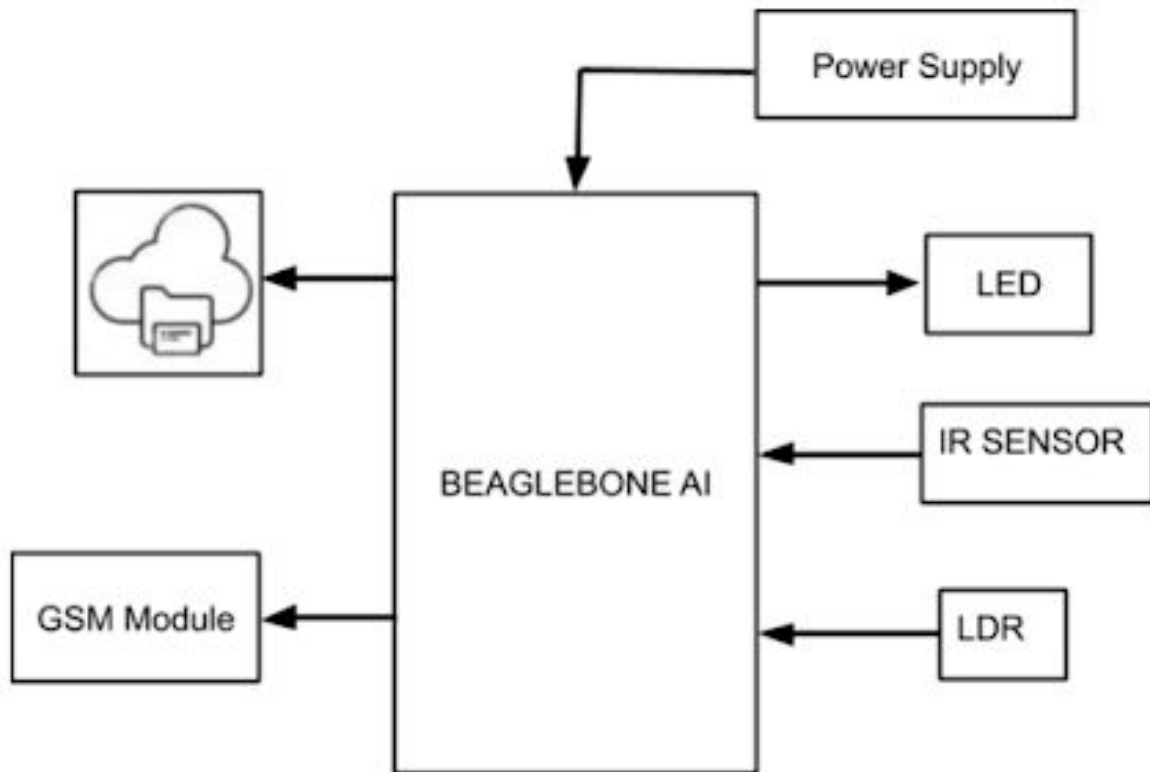 Power Supply
LED
IR SENSOR
BEAGLEBONE AI
GSM Module
LDR